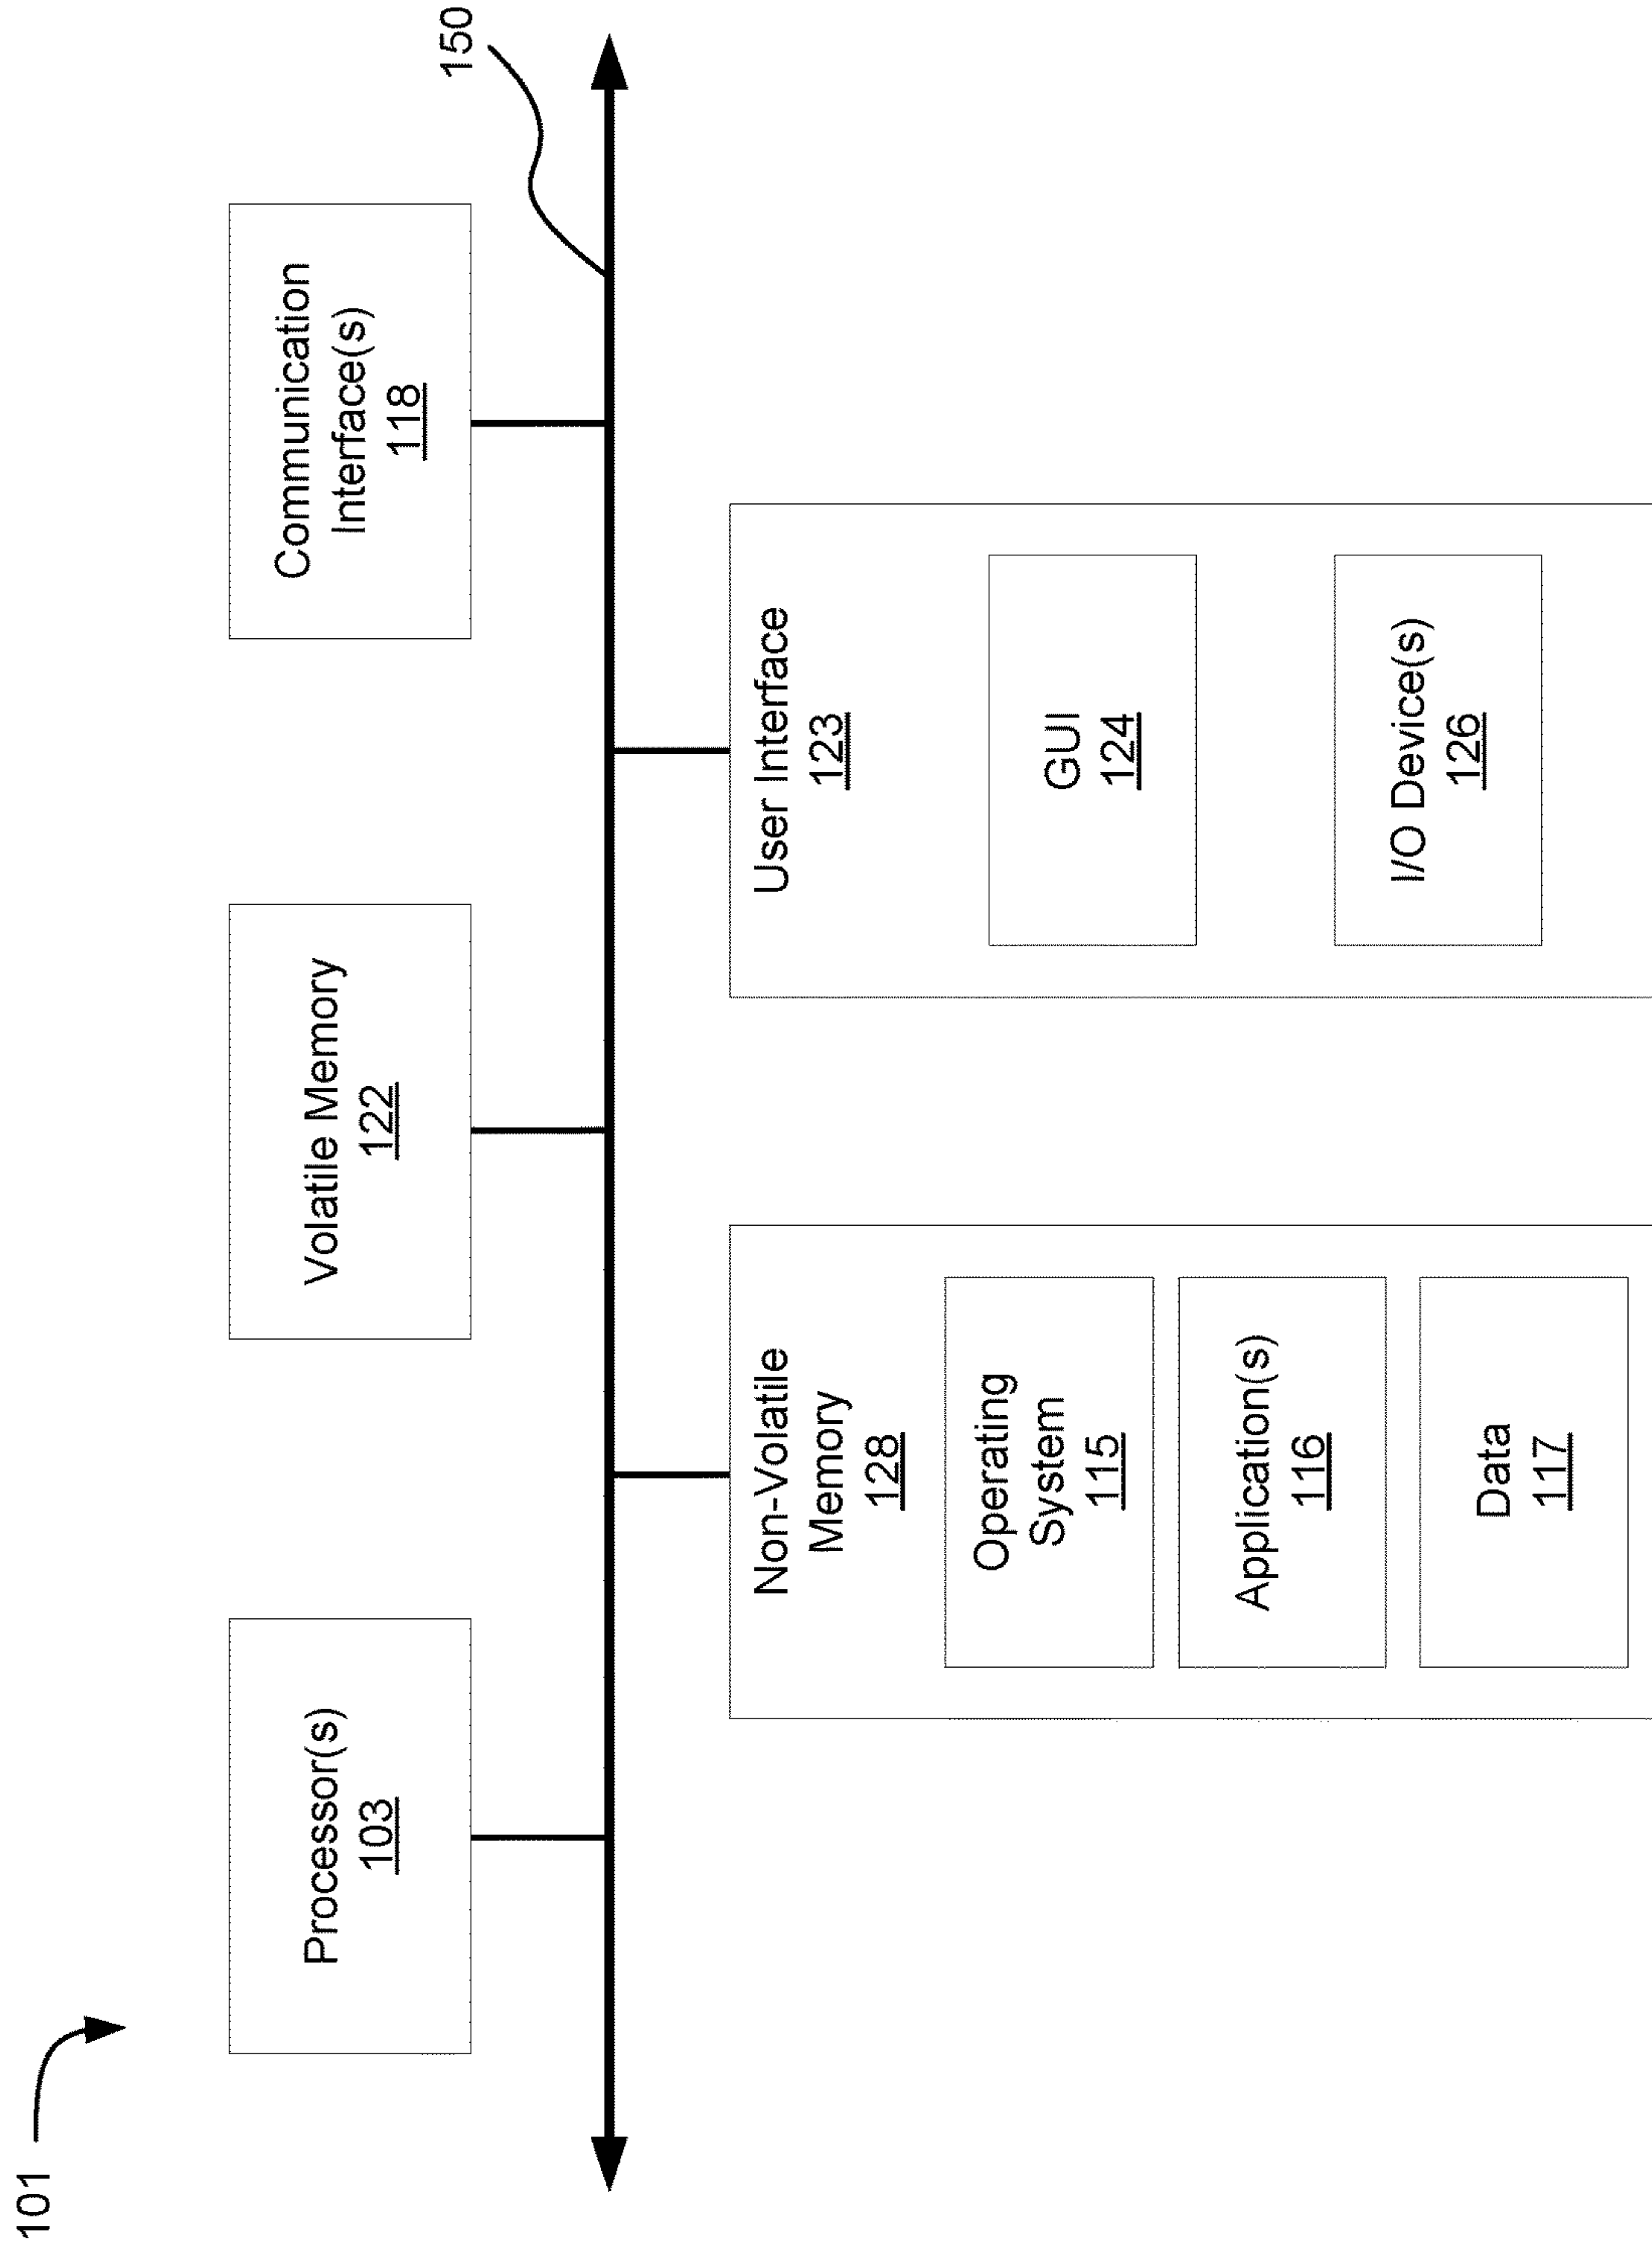 101
Processor(s)
103
Volatile Memory
122
Communication
Interface(s)
118
150
Non-Volatile
Memory
128
Operating
System
115
Application(s)
116
Data
117
User Interface
123
GUI
124
I/O Device(s)
126